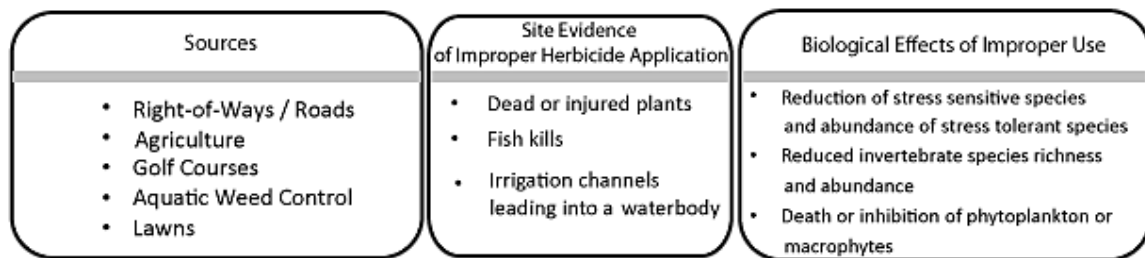 Sources
• Right-of-Ways / Roads
• Agriculture
• Golf Courses
• Aquatic Weed Control
• Lawns
Site Evidence
of Improper Herbicide Application
• Dead or injured plants
• Fish kills
• Irrigation channels
leading into a waterbody
Biological Effects of Improper Use
• Reduction of stress sensitive species
and abundance of stress tolerant species
• Reduced invertebrate species richness
and abundance
• Death or inhibition of phytoplankton or
macrophytes